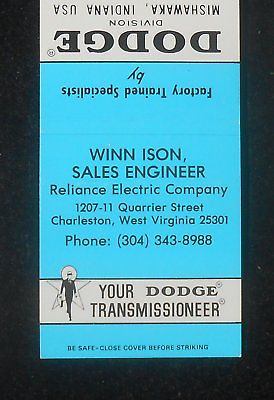 Factory Trained Specialists
by
DODGE®
DIVISION
MISHAWAKA, INDIANA USA
WINN ISON,
SALES ENGINEER
Reliance Electric Company
1207-11 Quarrier Street
Charleston, West Virginia 25301
Phone: (304) 343-8988
YOUR DODGE®
TRANSMISSIONEER®
BE SAFE-CLOSE COVER BEFORE STRIKING